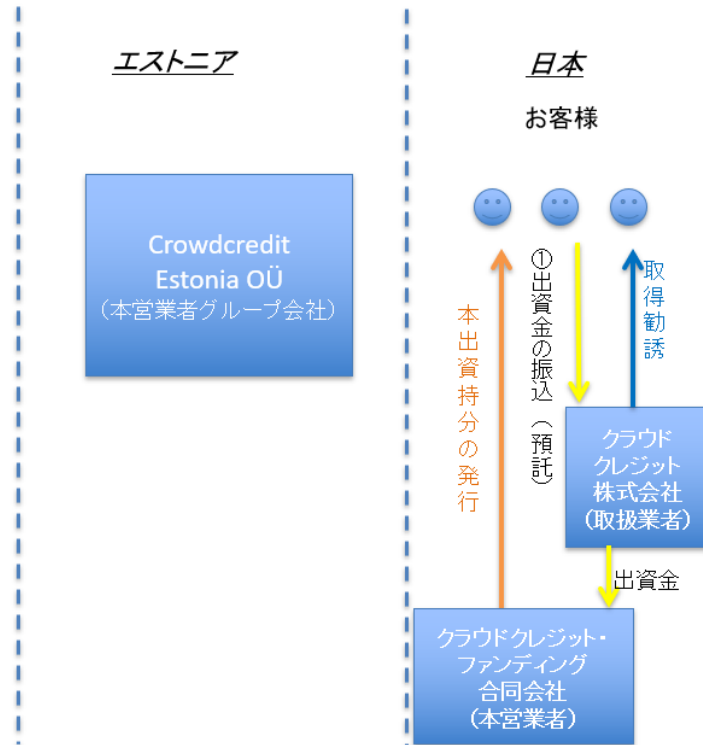 エストニア
日本
お客様
Crowdcredit
Estonia OÜ
（本営業者グループ会社）
本出資持分の発行
①出資金の振込（預託）
取得勧誘
クラウド
クレジット
株式会社
（取扱業者）
出資金
クラウドクレジット・
ファンディング
合同会社
（本営業者）